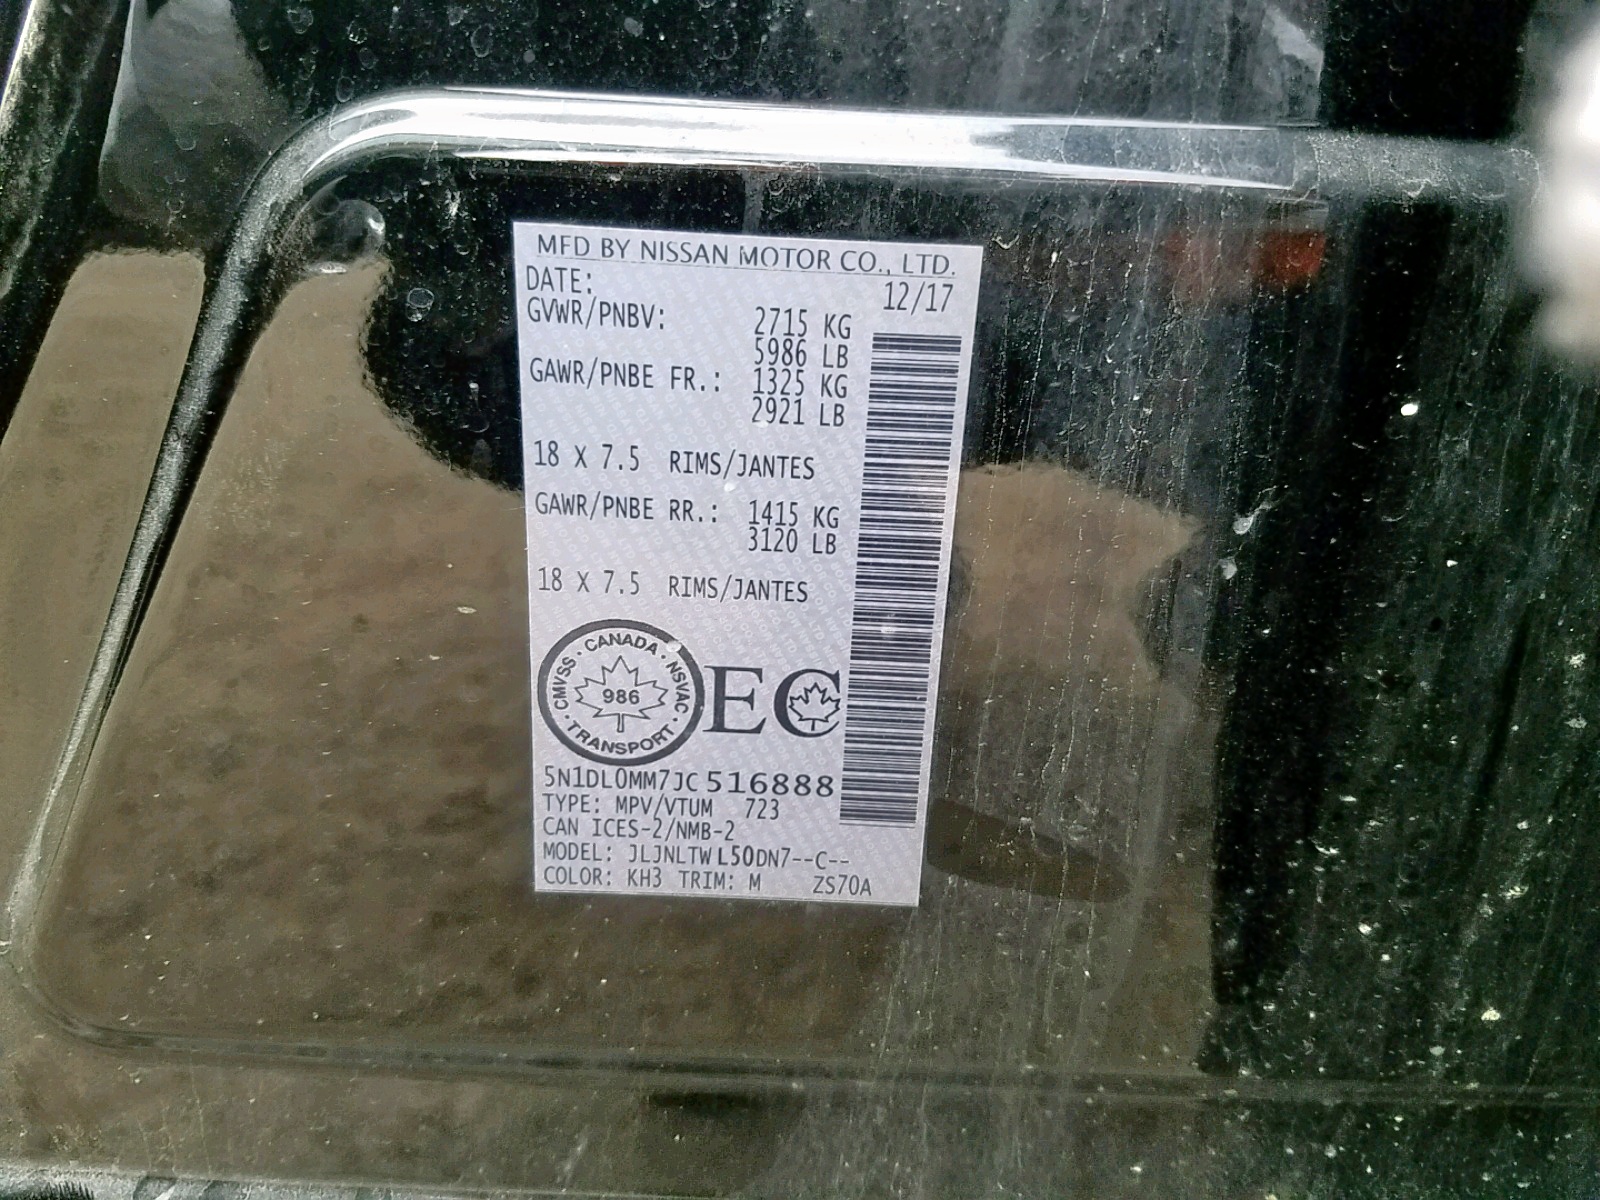 MFD BY NISSAN MOTOR CO., LTD.
DATE: 12/17
GVWR/PNBV: 2715 KG
5986 LB
GAWR/PNBE FR.: 1325 KG
2921 LB
18 X 7.5 RIMS/JANTES
GAWR/PNBE RR.: 1415 KG
3120 LB
18 X 7.5 RIMS/JANTES
CMVSS · CANADA · NSVAC · TRANSPORT ·
986
EC
5N1DL0MM7JC516888
TYPE: MPV/VTUM 723
CAN ICES-2/NMB-2
MODEL: JLJNLTWL50DN7--C--
COLOR: KH3 TRIM: M ZS70A